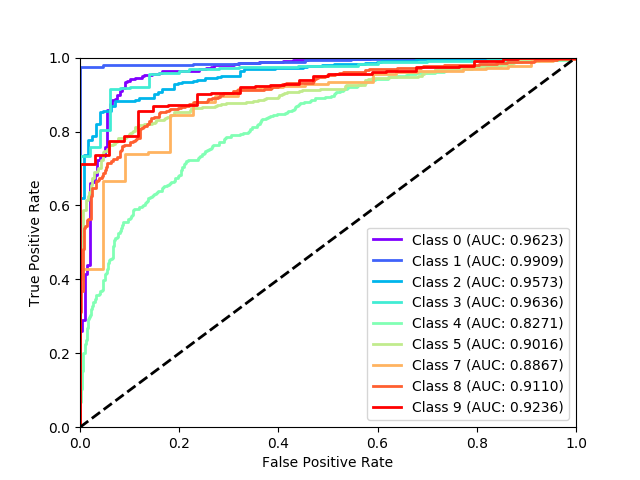 1.0
0.8
0.6
0.4
0.2
0.0
True Positive Rate
Class 0 (AUC: 0.9623)
Class 1 (AUC: 0.9909)
Class 2 (AUC: 0.9573)
Class 3 (AUC: 0.9636)
Class 4 (AUC: 0.8271)
Class 5 (AUC: 0.9016)
Class 7 (AUC: 0.8867)
Class 8 (AUC: 0.9110)
Class 9 (AUC: 0.9236)
0.0 0.2 0.4 0.6 0.8 1.0
False Positive Rate